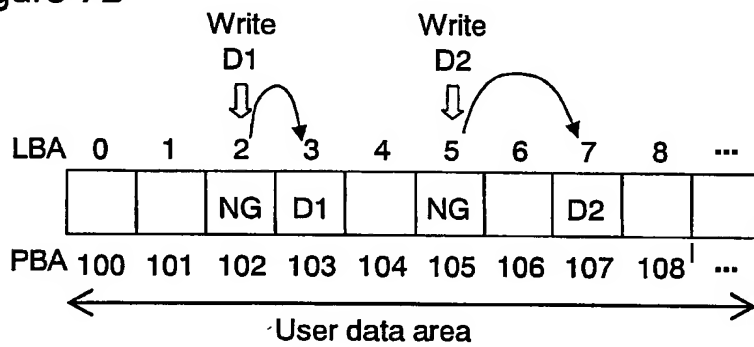 Write Write
D1 D2
LBA 0 1 2 3 4 5 6 7 8 ...
NG D1 NG D2
PBA 100 101 102 103 104 105 106 107 108 ...
User data area